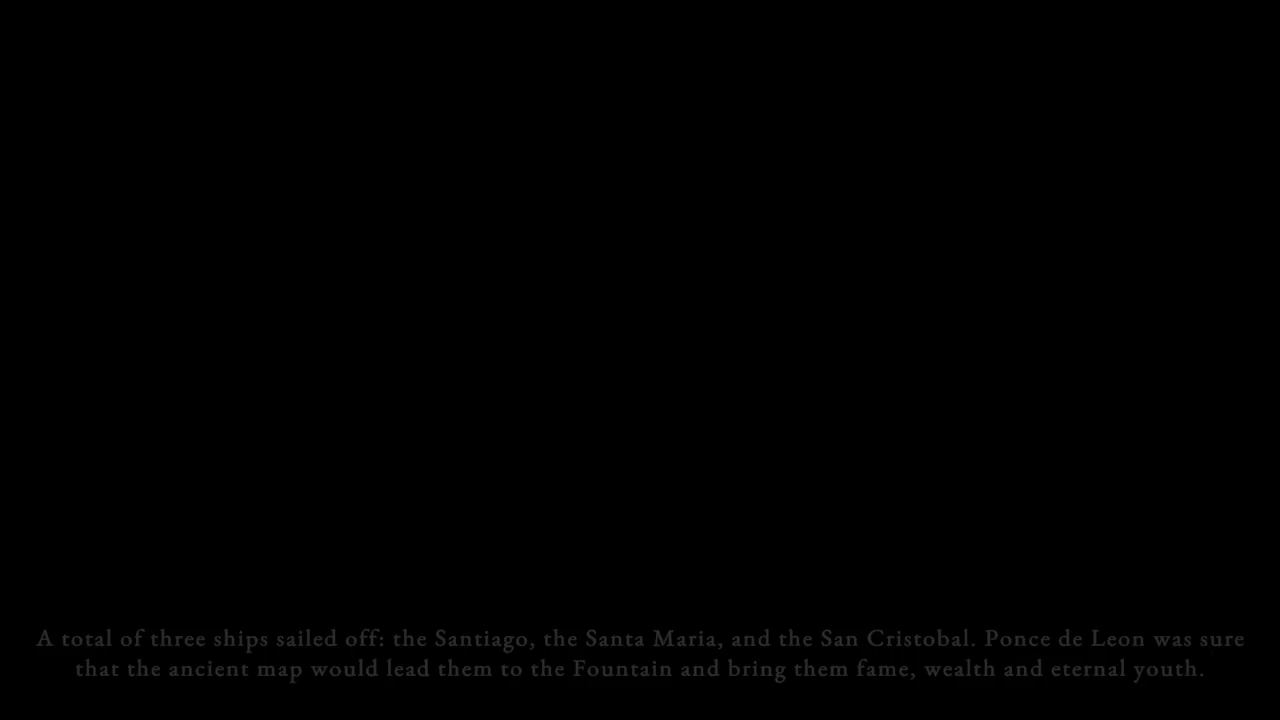 A total of three ships sailed off: the Santiago, the Santa Maria, and the San Cristobal. Ponce de Leon was sure
that the ancient map would lead them to the Fountain and bring them fame, wealth and eternal youth.